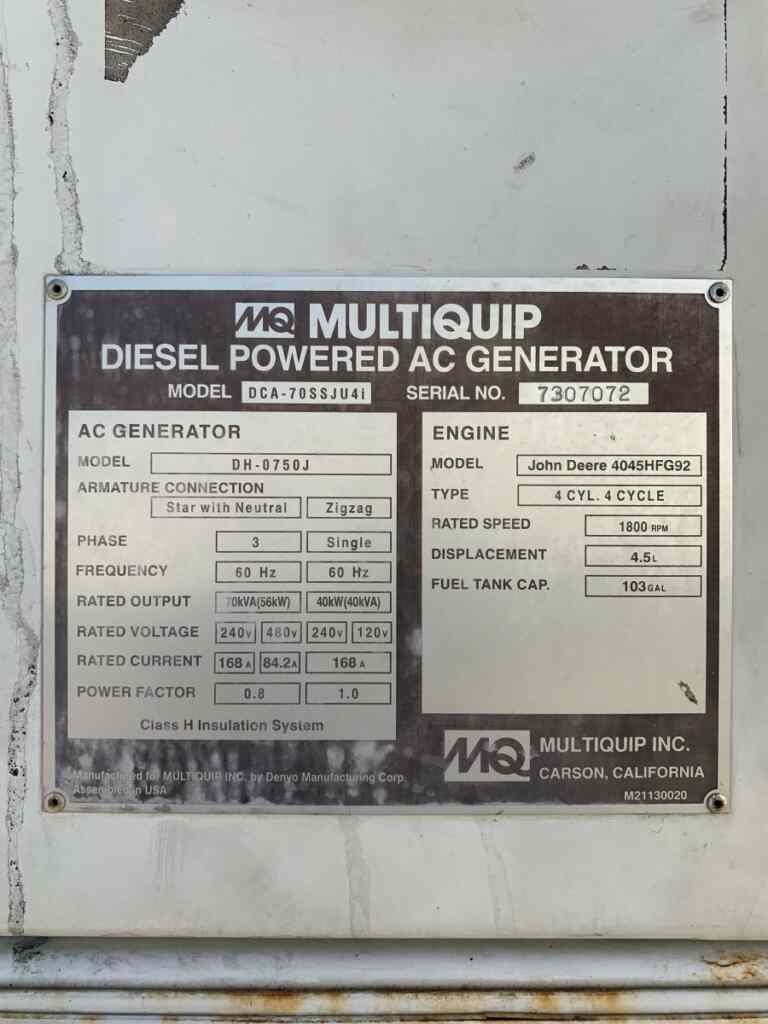 MQ MULTIQUIP
DIESEL POWERED AC GENERATOR
MODEL DCA-70SSJU4i SERIAL NO. 7307072
AC GENERATOR
MODEL DH-0750J
ARMATURE CONNECTION
Star with Neutral Zigzag
PHASE 3 Single
FREQUENCY 60 Hz 60 Hz
RATED OUTPUT 70kVA(56kW) 40kW(40kVA)
RATED VOLTAGE 240V 480V 240V 120V
RATED CURRENT 168A 84.2A 168A
POWER FACTOR 0.8 1.0
Class H Insulation System
ENGINE
MODEL John Deere 4045HFG92
TYPE 4 CYL. 4 CYCLE
RATED SPEED 1800 RPM
DISPLACEMENT 4.5L
FUEL TANK CAP. 103GAL
Manufactured for MULTIQUIP INC. by Denyo Manufacturing Corp.
Assembled in USA
MQ MULTIQUIP INC.
CARSON, CALIFORNIA
M21130020